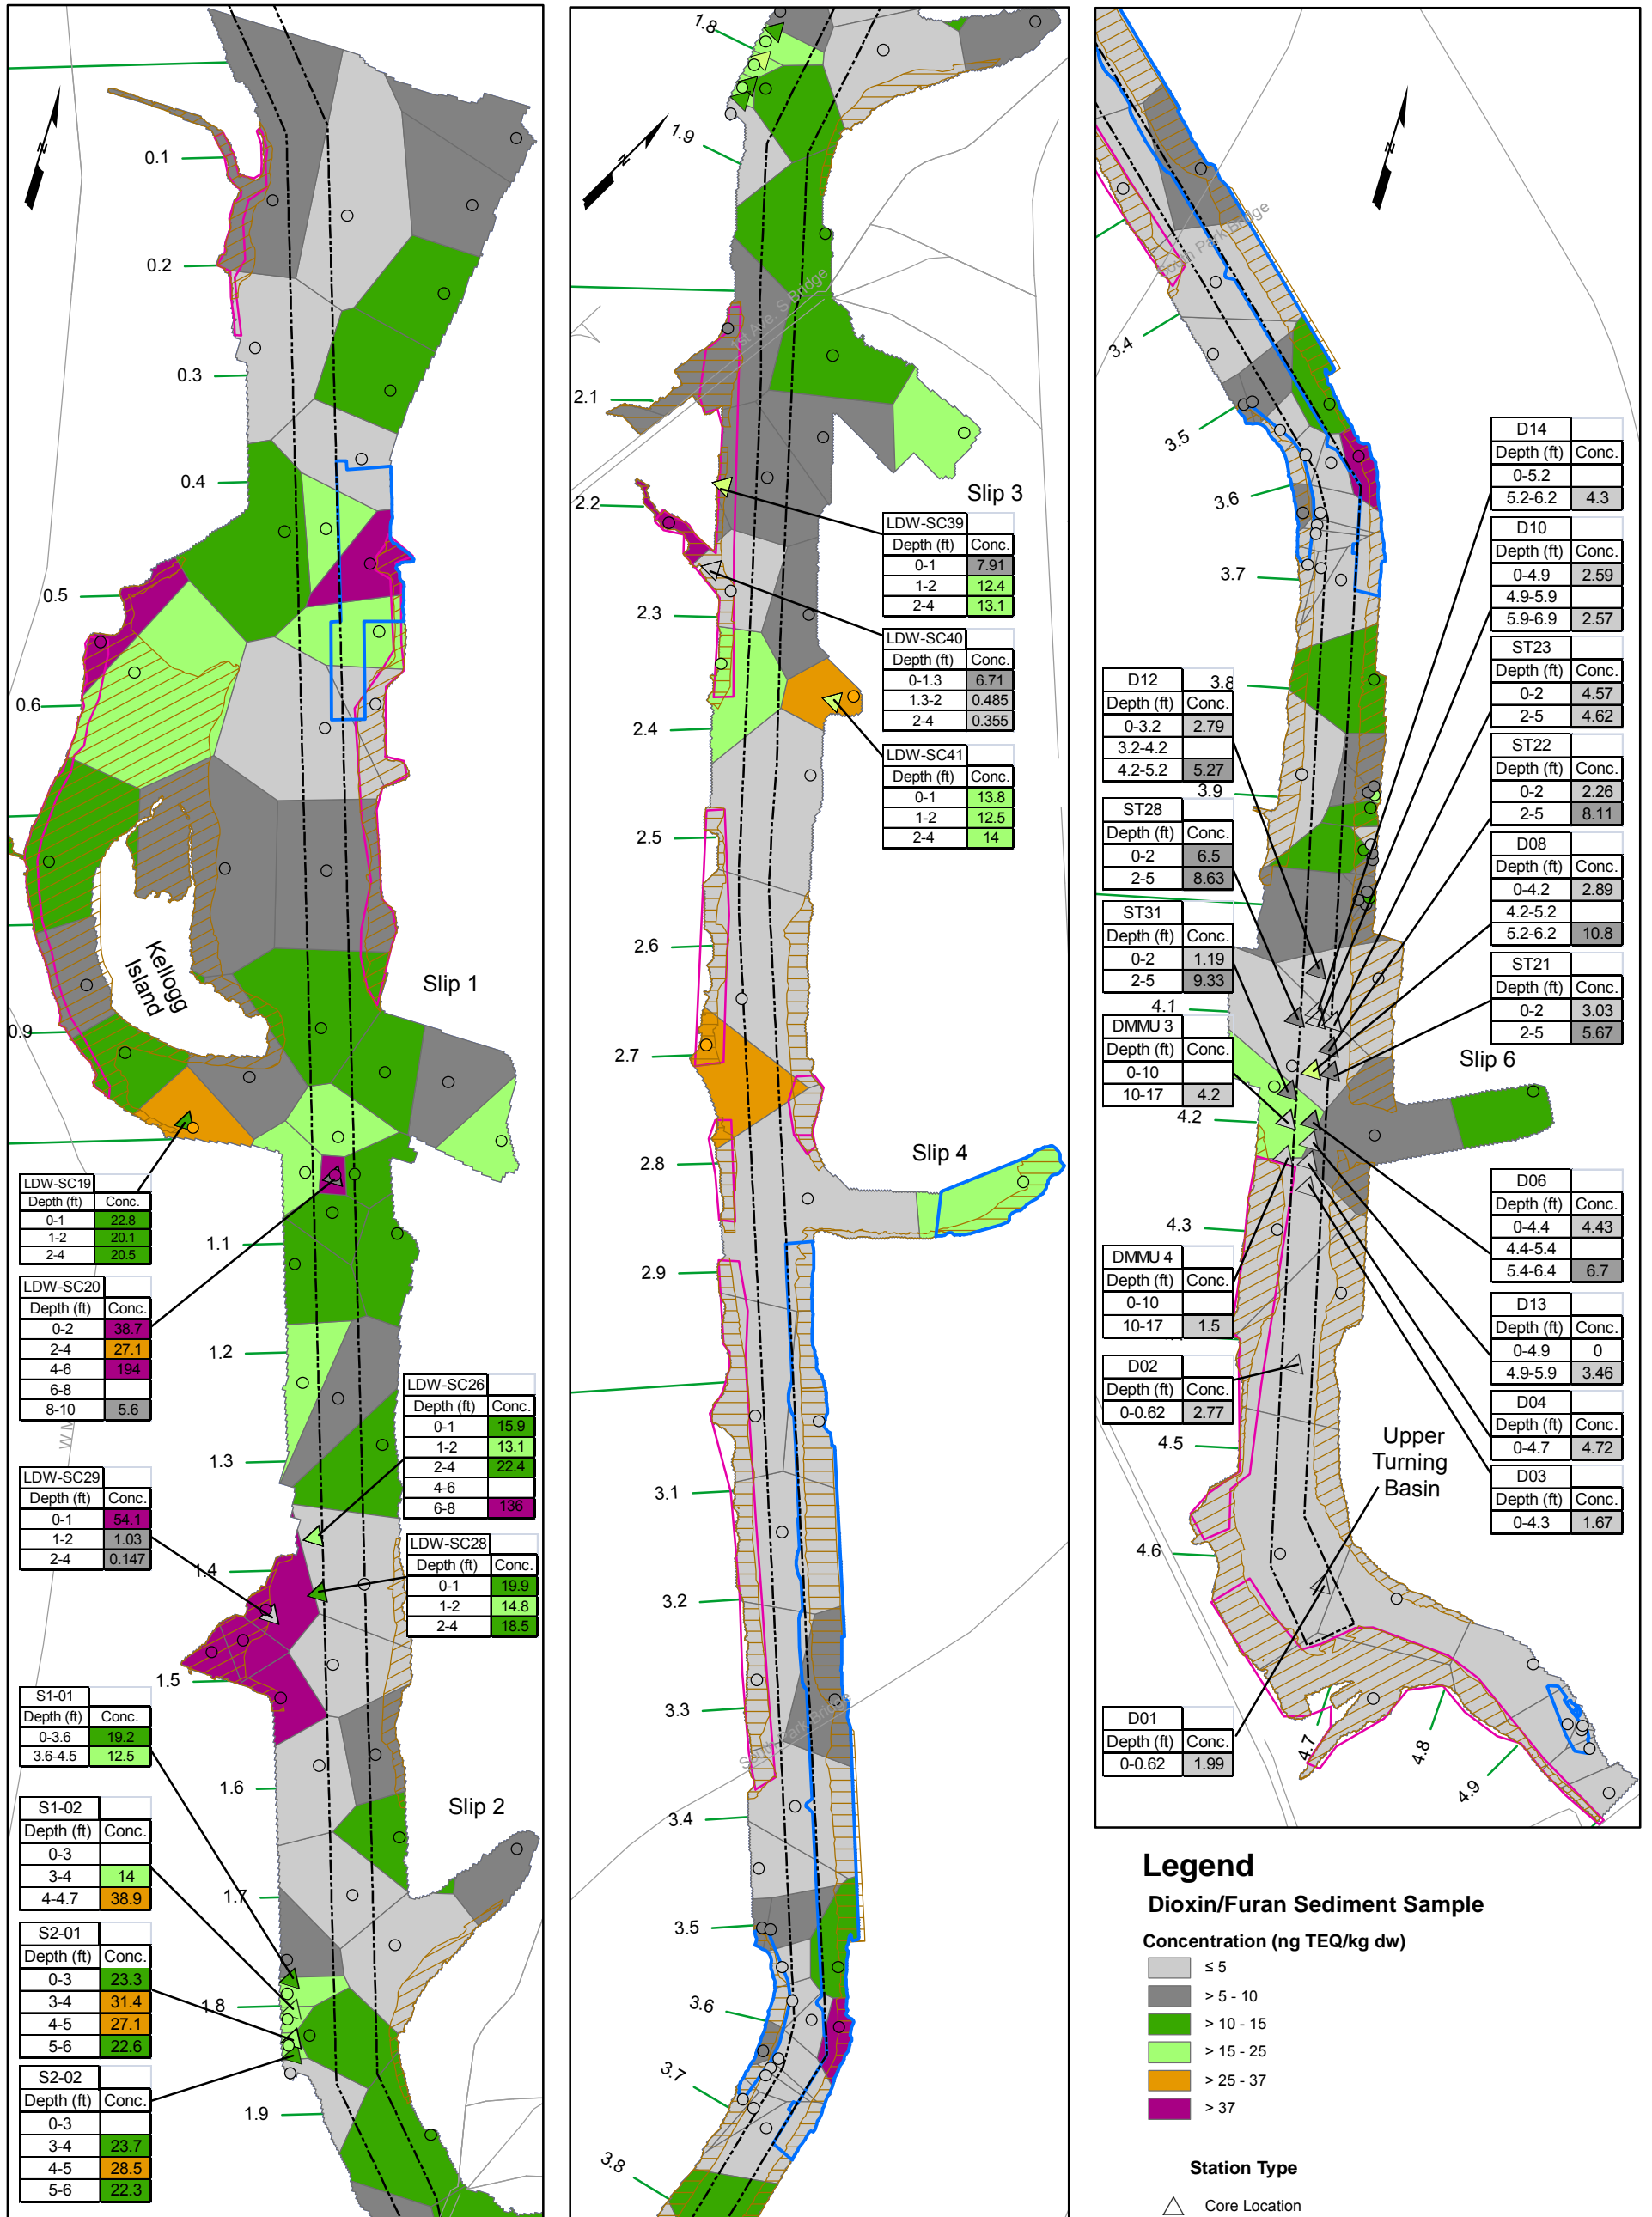 0.1
0.2
0.3
0.4
0.5
0.6
Kellogg
Island
Slip 1
0.9
LDW-SC19
Depth (ft) Conc.
0-1 22.8
1-2 20.1
2-4 20.5
1.1
LDW-SC20
Depth (ft) Conc.
0-2 38.7
2-4 27.1
4-6 194
6-8
8-10 5.6
1.2
LDW-SC26
Depth (ft) Conc.
0-1 15.9
1-2 13.1
2-4 22.4
4-6
6-8 136
1.3
LDW-SC29
Depth (ft) Conc.
0-1 54.1
1-2 1.03
2-4 0.147
LDW-SC28
Depth (ft) Conc.
0-1 19.9
1-2 14.8
2-4 18.5
1.4
1.5
S1-01
Depth (ft) Conc.
0-3.6 19.2
3.6-4.5 12.5
1.6
Slip 2
S1-02
Depth (ft) Conc.
0-3
3-4 14
4-4.7 38.9
1.7
S2-01
Depth (ft) Conc.
0-3 23.3
3-4 31.4
4-5 27.1
5-6 22.6
1.8
S2-02
Depth (ft) Conc.
0-3
3-4 23.7
4-5 28.5
5-6 22.3
1.9
N
1.8
1.9
N
1st Ave. S Bridge
2.1
2.2
Slip 3
LDW-SC39
Depth (ft) Conc.
0-1 7.91
1-2 12.4
2-4 13.1
2.3
LDW-SC40
Depth (ft) Conc.
0-1.3 6.71
1.3-2 0.485
2-4 0.355
2.4
LDW-SC41
Depth (ft) Conc.
0-1 13.8
1-2 12.5
2-4 14
2.5
2.6
2.7
2.8
Slip 4
2.9
3.1
3.2
3.3
South Park Bridge
3.4
3.5
3.6
3.7
3.8
N
South Park Bridge
3.4
3.5
3.6
3.7
3.8
3.9
4.1
4.2
4.3
4.5
4.6
4.7
4.8
4.9
D12
Depth (ft) Conc.
0-3.2 2.79
3.2-4.2
4.2-5.2 5.27
ST28
Depth (ft) Conc.
0-2 6.5
2-5 8.63
ST31
Depth (ft) Conc.
0-2 1.19
2-5 9.33
DMMU 3
Depth (ft) Conc.
0-10
10-17 4.2
DMMU 4
Depth (ft) Conc.
0-10
10-17 1.5
D02
Depth (ft) Conc.
0-0.62 2.77
D01
Depth (ft) Conc.
0-0.62 1.99
D14
Depth (ft) Conc.
0-5.2
5.2-6.2 4.3
D10
Depth (ft) Conc.
0-4.9 2.59
4.9-5.9
5.9-6.9 2.57
ST23
Depth (ft) Conc.
0-2 4.57
2-5 4.62
ST22
Depth (ft) Conc.
0-2 2.26
2-5 8.11
D08
Depth (ft) Conc.
0-4.2 2.89
4.2-5.2
5.2-6.2 10.8
ST21
Depth (ft) Conc.
0-2 3.03
2-5 5.67
Slip 6
D06
Depth (ft) Conc.
0-4.4 4.43
4.4-5.4
5.4-6.4 6.7
D13
Depth (ft) Conc.
0-4.9 0
4.9-5.9 3.46
D04
Depth (ft) Conc.
0-4.7 4.72
D03
Depth (ft) Conc.
0-4.3 1.67
Upper
Turning
Basin
Legend
Dioxin/Furan Sediment Sample
Concentration (ng TEQ/kg dw)
≤ 5
> 5 - 10
> 10 - 15
> 15 - 25
> 25 - 37
> 37
Station Type
Core Location